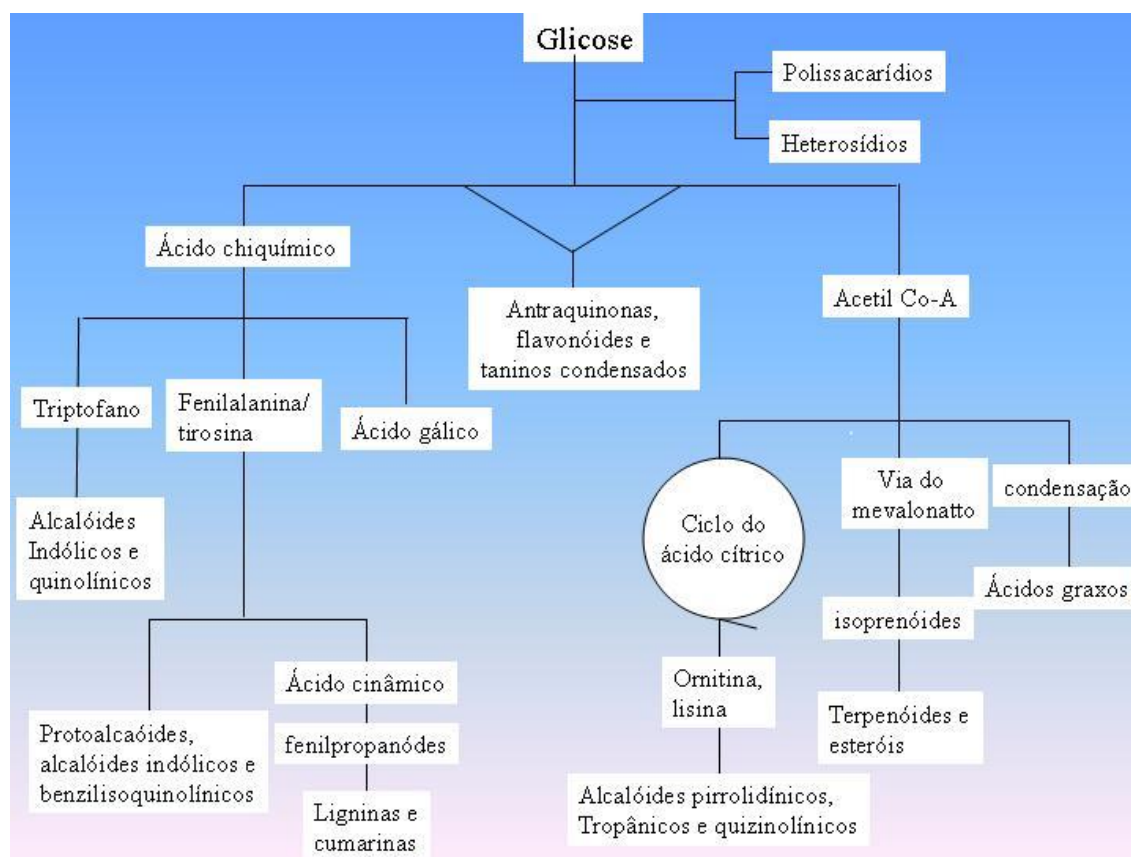 Glicose
Polissacarídios
Heterosídios
Ácido chiquímico
Antraquinonas,
flavonóides e
taninos condensados
Acetil Co-A
Triptofano
Fenilalanina/
tirosina
Ácido gálico
Alcalóides
Indólicos e
quinolínicos
Ciclo do
ácido cítrico
Via do
mevalonatto
condensação
Ácidos graxos
isoprenóides
Ácido cinâmico
Ornitina,
lisina
Terpenóides e
esteróis
Protoalcaóides,
alcalóides indólicos e
benzilisoquinolínicos
fenilpropanódes
Ligninas e
cumarinas
Alcalóides pirrolidínicos,
Tropânicos e quizinolínicos